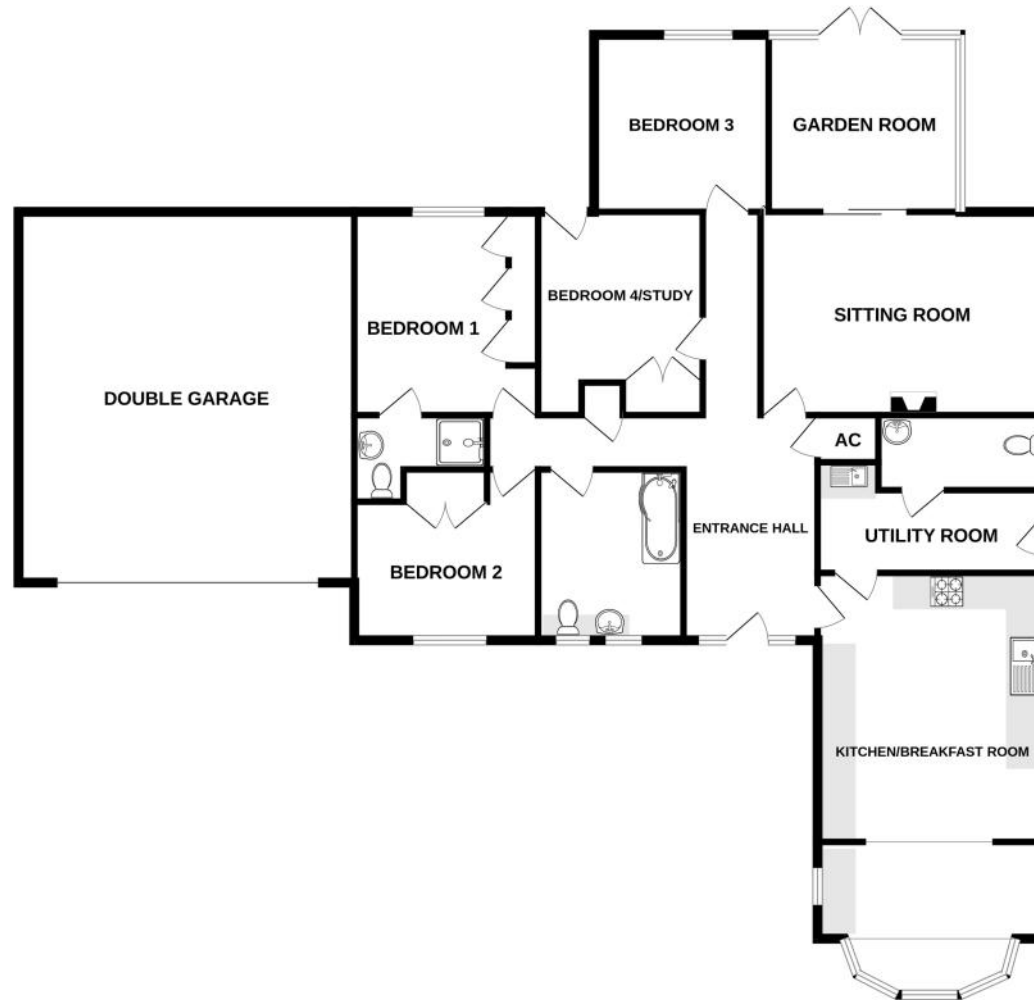 BEDROOM 3
GARDEN ROOM
BEDROOM 4/STUDY
SITTING ROOM
BEDROOM 1
DOUBLE GARAGE
AC
ENTRANCE HALL
UTILITY ROOM
BEDROOM 2
KITCHEN/BREAKFAST ROOM